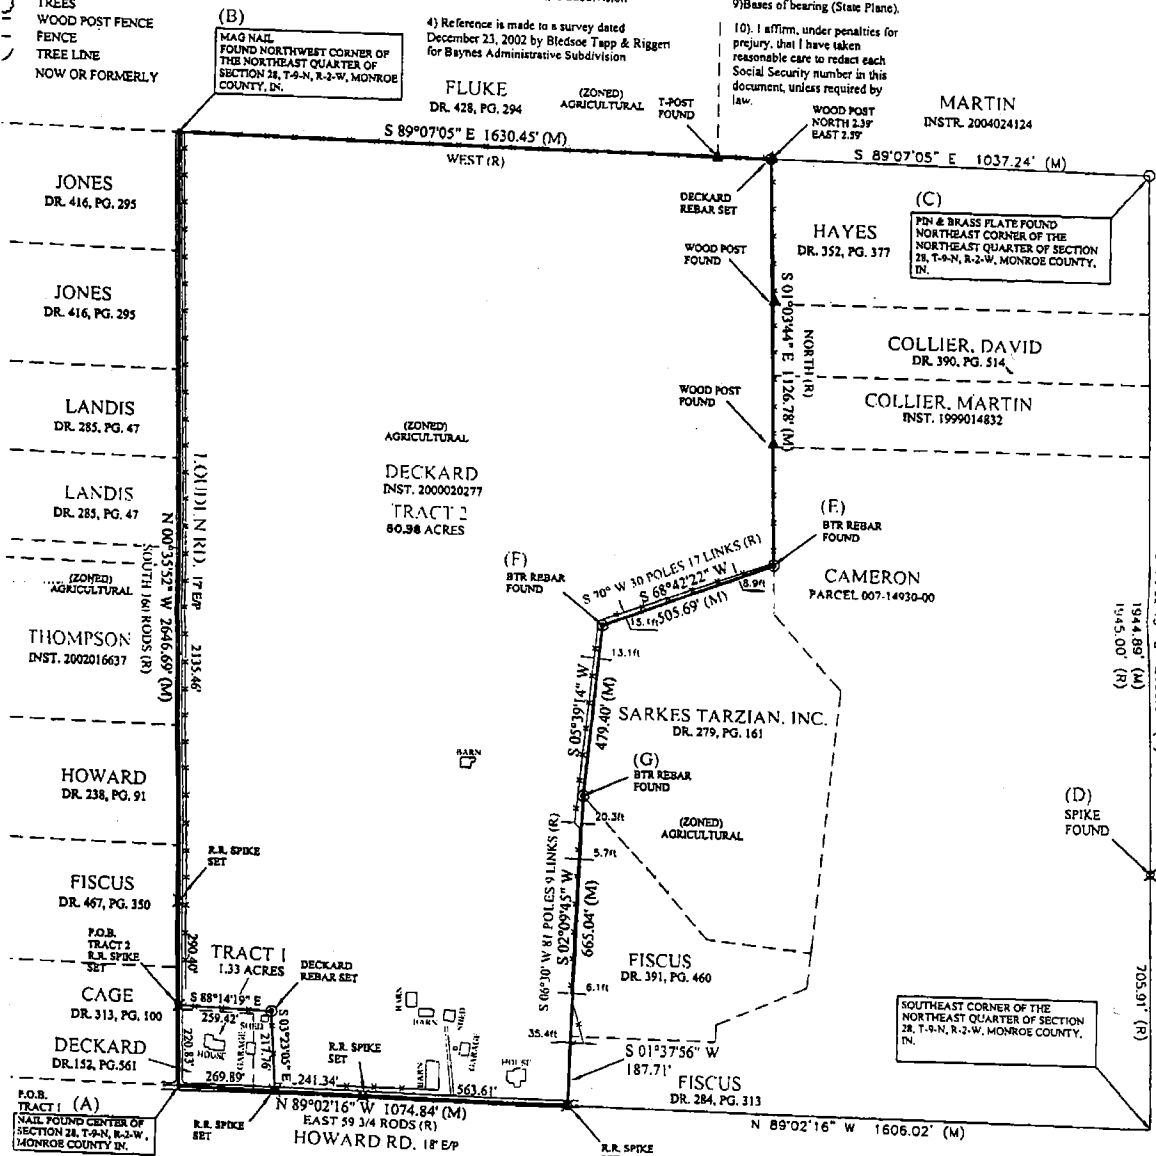 TREES
WOOD POST FENCE
FENCE
TREE LINE
NOW OR FORMERLY
(B)
MAG NAIL
FOUND NORTHWEST CORNER OF
THE NORTHEAST QUARTER OF
SECTION 28, T-9-N, R-2-W, MONROE
COUNTY, IN.
4) Reference is made to a survey dated
December 23, 2002 by Bledsoe Tapp & Riggert
for Baynes Administrative Subdivision
9)Bases of bearing (State Plane).
10). I affirm, under penalties for
prejury, that I have taken
reasonable care to redact each
Social Security number in this
document, unless required by
law.
FLUKE
DR. 428, PG. 294
(ZONED)
AGRICULTURAL
T-POST
FOUND
WOOD POST
NORTH 2.39'
EAST 2.59'
MARTIN
INSTR. 2004024124
S 89°07'05" E 1630.45' (M)
WEST (R)
S 89°07'05" E 1037.24' (M)
DECKARD
REBAR SET
(C)
PIN & BRASS PLATE FOUND
NORTHEAST CORNER OF THE
NORTHEAST QUARTER OF SECTION
28, T-9-N, R-2-W, MONROE COUNTY,
IN.
JONES
DR. 416, PG. 295
HAYES
DR. 352, PG. 377
WOOD POST
FOUND
JONES
DR. 416, PG. 295
S 01°03'44" E 1126.78' (M)
NORTH (R)
COLLIER, DAVID
DR. 390, PG. 514
COLLIER, MARTIN
INST. 1999014832
WOOD POST
FOUND
LANDIS
DR. 285, PG. 47
(ZONED)
AGRICULTURAL
DECKARD
INST. 2000020277
TRACT 2
80.98 ACRES
LANDIS
DR. 285, PG. 47
LOUDEN RD. 17' E/P
N 00°35'52" W 2646.69' (M)
SOUTH 160 RODS (R)
2135.46'
(E)
BTR REBAR
FOUND
(F)
BTR REBAR
FOUND
S 70° W 30 POLES 17 LINKS (R)
S 68°42'22" W
505.69' (M)
8.9ft
15.1ft
13.1ft
CAMERON
PARCEL 007-14930-00
(ZONED)
AGRICULTURAL
THOMPSON
INST. 2002016637
1944.89' (M)
1945.00' (R)
S 05°39'14" W
479.40' (M)
SARKES TARZIAN, INC.
DR. 279, PG. 161
BARN
(G)
BTR REBAR
FOUND
HOWARD
DR. 238, PG. 91
20.3ft
(ZONED)
AGRICULTURAL
(D)
SPIKE
FOUND
5.7ft
S 06°30' W 81 POLES 9 LINKS (R)
S 02°09'45" W
665.04' (M)
R.R. SPIKE
SET
FISCUS
DR. 467, PG. 350
P.O.B.
TRACT 2
R.R. SPIKE
SET
290.40'
TRACT 1
1.33 ACRES
DECKARD
REBAR SET
FISCUS
DR. 391, PG. 460
6.1ft
CAGE
DR. 313, PG. 100
S 88°14'19" E
259.42'
SHED
HOUSE
GARAGE
220.83'
211.76'
S 03°23'05" E
BARN
BARN
SHED
GARAGE
BARN
HOUSE
35.4ft
705.91' (R)
SOUTHEAST CORNER OF THE
NORTHEAST QUARTER OF SECTION
28, T-9-N, R-2-W, MONROE COUNTY,
IN.
DECKARD
DR.152, PG.561
R.R. SPIKE
SET
269.89'
241.34'
563.61'
S 01°37'56" W
187.71'
FISCUS
DR. 284, PG. 313
P.O.B.
TRACT 1
(A)
NAIL FOUND CENTER OF
SECTION 28, T-9-N, R-2-W,
MONROE COUNTY IN.
R.R. SPIKE
SET
N 89°02'16" W 1074.84' (M)
EAST 59 3/4 RODS (R)
HOWARD RD. 18' E/P
R.R. SPIKE
N 89°02'16" W 1606.02' (M)